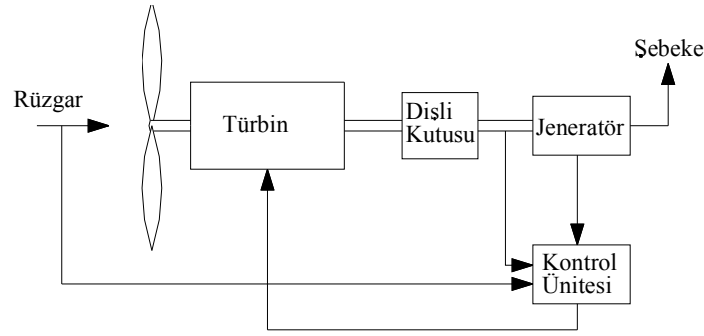 Şebeke
Rüzgar
Türbin
Dişli
Kutusu
Jeneratör
Kontrol
Ünitesi